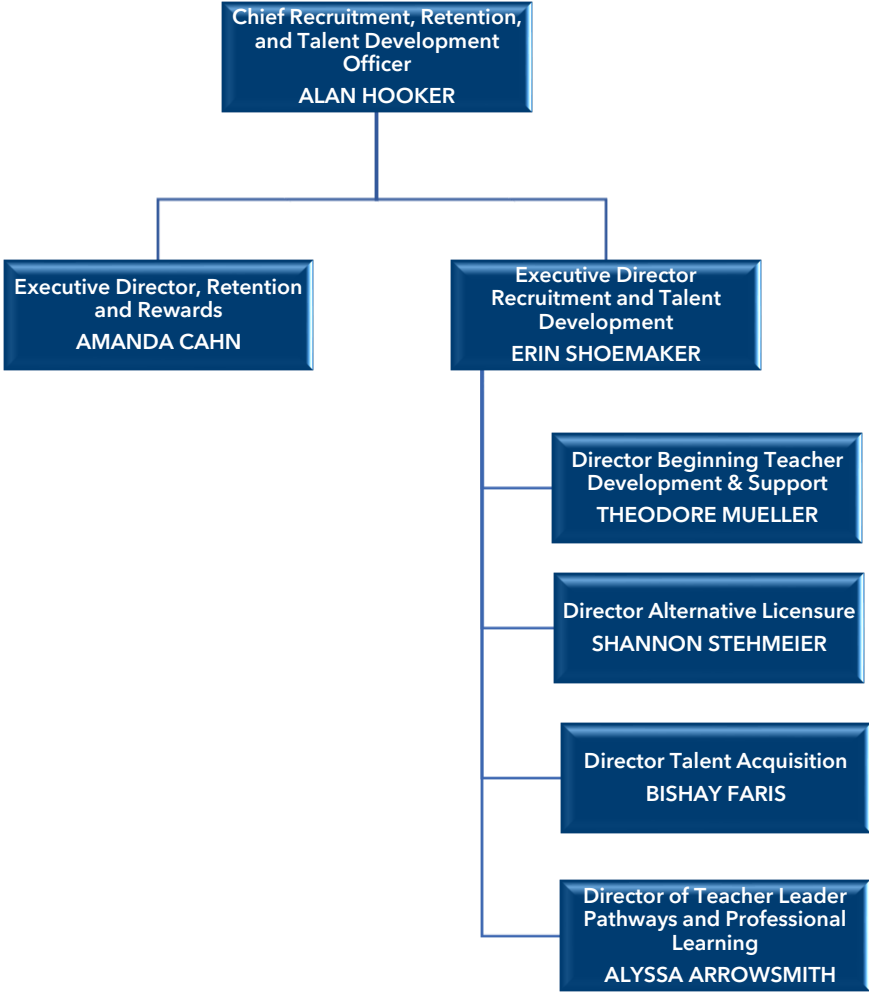 Chief Recruitment, Retention,
and Talent Development
Officer
ALAN HOOKER
Executive Director, Retention
and Rewards
AMANDA CAHN
Executive Director
Recruitment and Talent
Development
ERIN SHOEMAKER
Director Beginning Teacher
Development & Support
THEODORE MUELLER
Director Alternative Licensure
SHANNON STEHMEIER
Director Talent Acquisition
BISHAY FARIS
Director of Teacher Leader
Pathways and Professional
Learning
ALYSSA ARROWSMITH